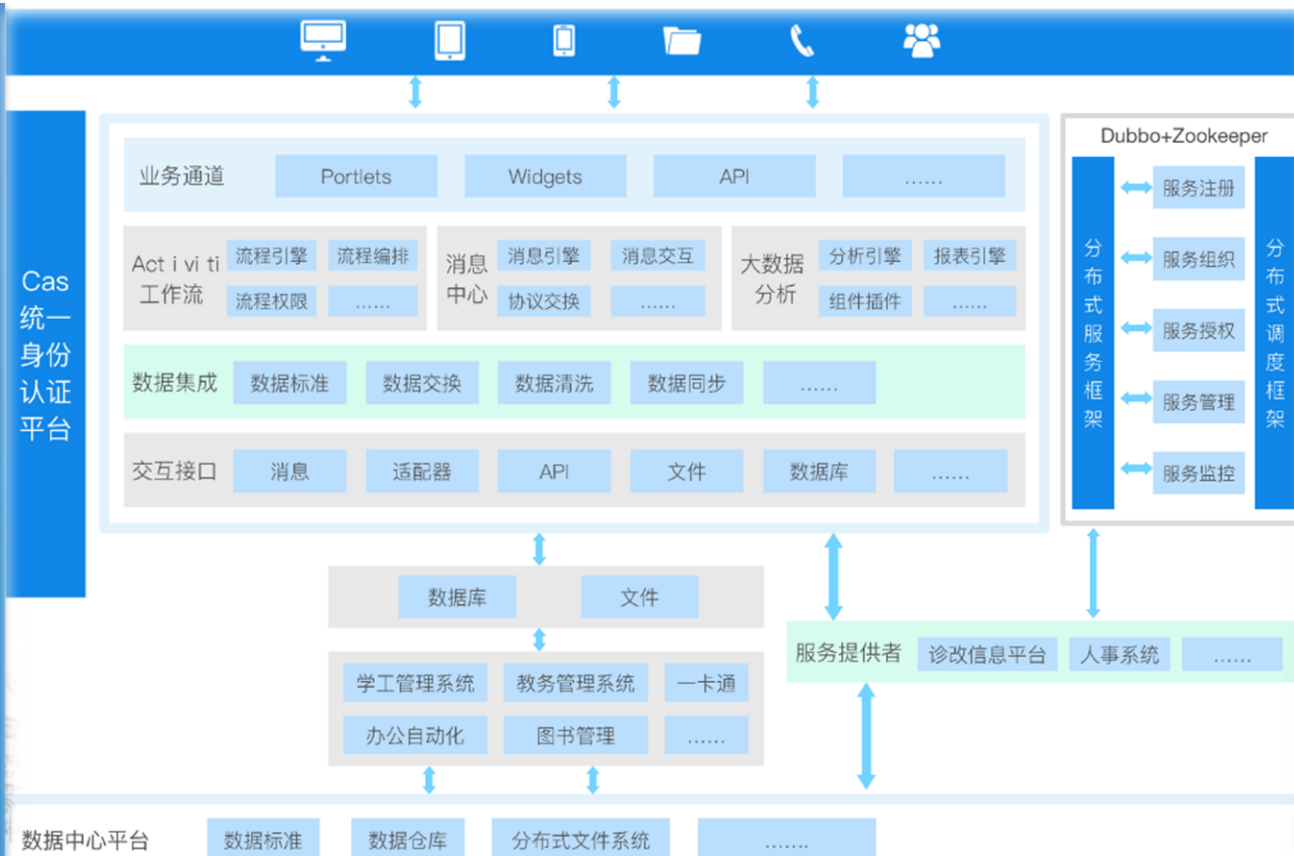 Dubbo+Zookeeper
Cas
统一
身份
认证
平台
业务通道
Portlets
Widgets
API
......
Activiti
工作流
流程引擎
流程编排
流程权限
......
消息
中心
消息引擎
消息交互
协议交换
......
大数据
分析
分析引擎
报表引擎
组件插件
......
数据集成
数据标准
数据交换
数据清洗
数据同步
......
交互接口
消息
适配器
API
文件
数据库
......
分布式服务框架
服务注册
服务组织
服务授权
服务管理
服务监控
分布式调度框架
数据库
文件
学工管理系统
教务管理系统
一卡通
办公自动化
图书管理
......
服务提供者
诊改信息平台
人事系统
......
数据中心平台
数据标准
数据仓库
分布式文件系统
.......